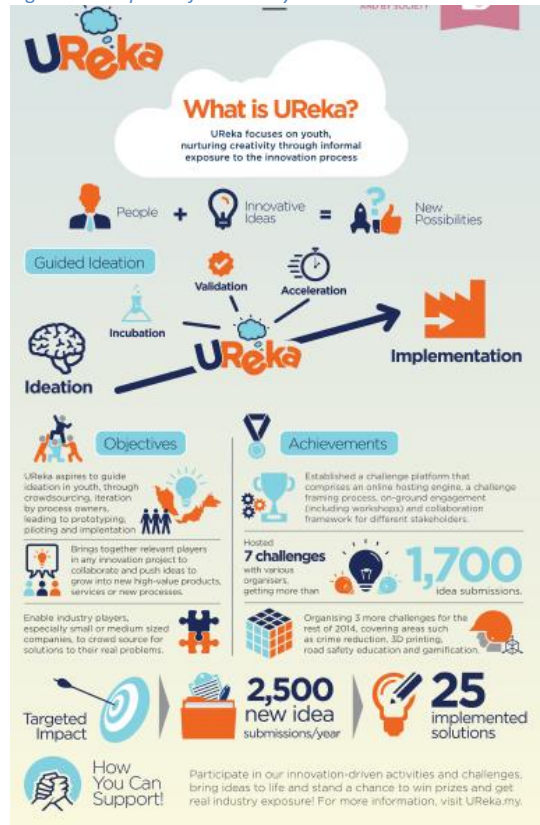 AND BY SOCIETY
UReka
What is UReka?
UReka focuses on youth,
nurturing creativity through informal
exposure to the innovation process
People + Innovative Ideas = New Possibilities
Guided Ideation
Validation
Acceleration
Incubation
UReka
Ideation
Implementation
Objectives
UReka aspires to guide
ideation in youth, through
crowdsourcing, iteration
by process owners,
leading to prototyping,
piloting and implentation
Brings together relevant players
in any innovation project to
collaborate and push ideas to
grow into new high-value products,
services or new processes.
Enable industry players,
especially small or medium sized
companies, to crowd source for
solutions to their real problems.
Achievements
Established a challenge platform that
comprises an online hosting engine, a challenge
framing process, on-ground engagement
(including workshops) and collaboration
framework for different stakeholders.
Hosted
7 challenges
with various
organisers,
getting more than
1,700
idea submissions.
Organising 3 more challenges for the
rest of 2014, covering areas such
as crime reduction, 3D printing,
road safety education and gamification.
Targeted
Impact
2,500
new idea
submissions/year
25
implemented
solutions
How
You Can
Support!
Participate in our innovation-driven activities and challenges,
bring ideas to life and stand a chance to win prizes and get
real industry exposure! For more information, visit UReka.my.